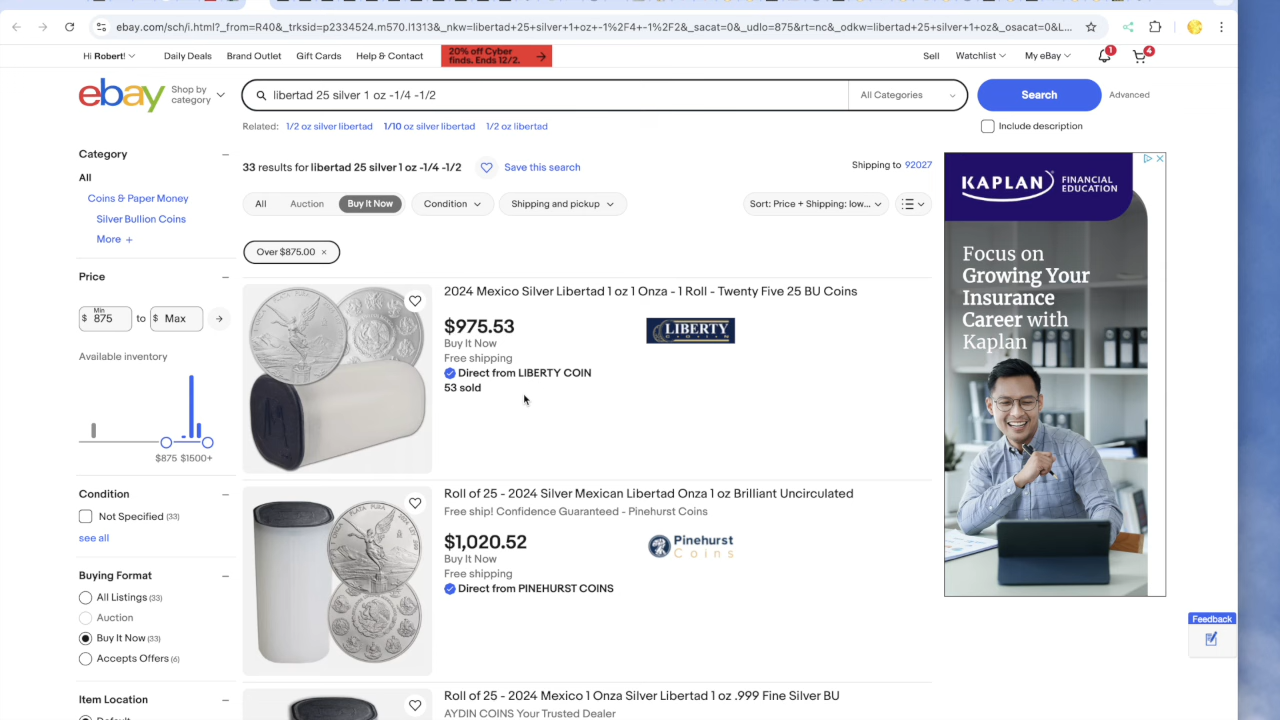 ebay.com/sch/i.html?_from=R40&_trksid=p2334524.m570.l1313&_nkw=libertad+25+silver+1+oz+-1%2F4+-1%2F2&_sacat=0&_udlo=875&rt=nc&_odkw=libertad+25+silver+1+oz&_osacat=0&L...
Hi Robert!
Daily Deals
Brand Outlet
Gift Cards
Help & Contact
20% off Cyber
finds. Ends 12/2.
Sell
Watchlist
My eBay
1
4
ebay
Shop by
category
libertad 25 silver 1 oz -1/4 -1/2
All Categories
Search
Advanced
Related: 1/2 oz silver libertad 1/10 oz silver libertad 1/2 oz libertad
Include description
Category
All
Coins & Paper Money
Silver Bullion Coins
More +
33 results for libertad 25 silver 1 oz -1/4 -1/2
Save this search
Shipping to 92027
All
Auction
Buy It Now
Condition
Shipping and pickup
Sort: Price + Shipping: low...
Over $875.00 ×
Price
Min
$ 875 to $ Max
Available inventory
$875 $1500+
Condition
Not Specified (33)
see all
Buying Format
All Listings (33)
Auction
Buy It Now (33)
Accepts Offers (6)
Item Location
Default
2024 Mexico Silver Libertad 1 oz 1 Onza - 1 Roll - Twenty Five 25 BU Coins
$975.53
Buy It Now
Free shipping
Direct from LIBERTY COIN
53 sold
LIBERTY
Roll of 25 - 2024 Silver Mexican Libertad Onza 1 oz Brilliant Uncirculated
Free ship! Confidence Guaranteed - Pinehurst Coins
$1,020.52
Buy It Now
Free shipping
Direct from PINEHURST COINS
Pinehurst
Coins
Roll of 25 - 2024 Mexico 1 Onza Silver Libertad 1 oz .999 Fine Silver BU
AYDIN COINS Your Trusted Dealer
KAPLAN
FINANCIAL
EDUCATION
Focus on
Growing Your
Insurance
Career with
Kaplan
Feedback